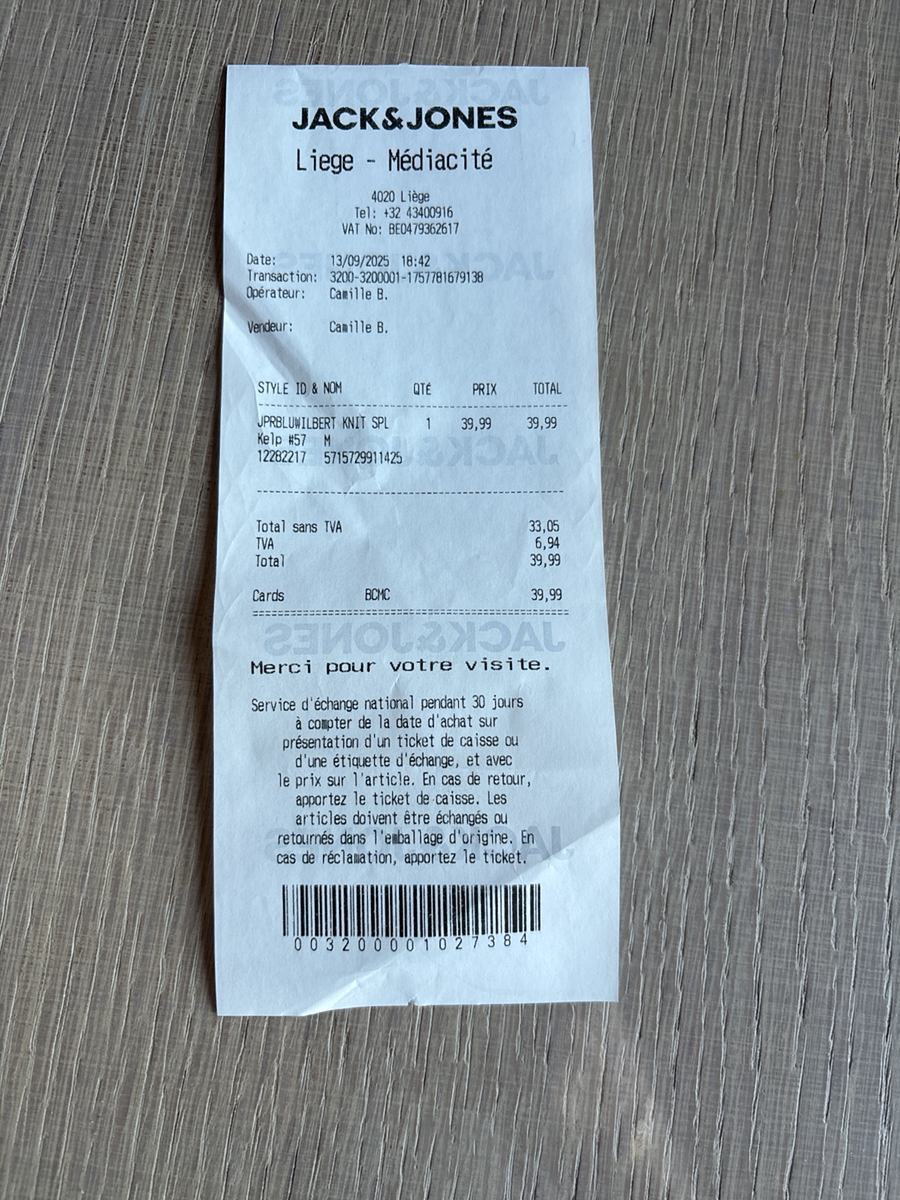 JACK&JONES
Liege - Médiacité
4020 Liège
Tel: +32 43400916
VAT No: BE0479362617
Date: 13/09/2025 18:42
Transaction: 3200-3200001-1757781679138
Opérateur: Camille B.
Vendeur: Camille B.
STYLE ID & NOM QTÉ PRIX TOTAL
JPRBLUWILBERT KNIT SPL 1 39,99 39,99
Kelp #57 M
12282217 5715729911425
Total sans TVA 33,05
TVA 6,94
Total 39,99
Cards BCMC 39,99
Merci pour votre visite.
Service d'échange national pendant 30 jours
à compter de la date d'achat sur
présentation d'un ticket de caisse ou
d'une étiquette d'échange, et avec
le prix sur l'article. En cas de retour,
apportez le ticket de caisse. Les
articles doivent être échangés ou
retournés dans l'emballage d'origine. En
cas de réclamation, apportez le ticket.
0032000001027384